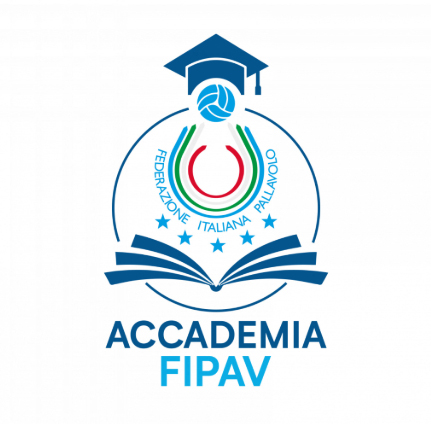 FEDERAZIONE ITALIANA PALLAVOLO
ACCADEMIA
FIPAV